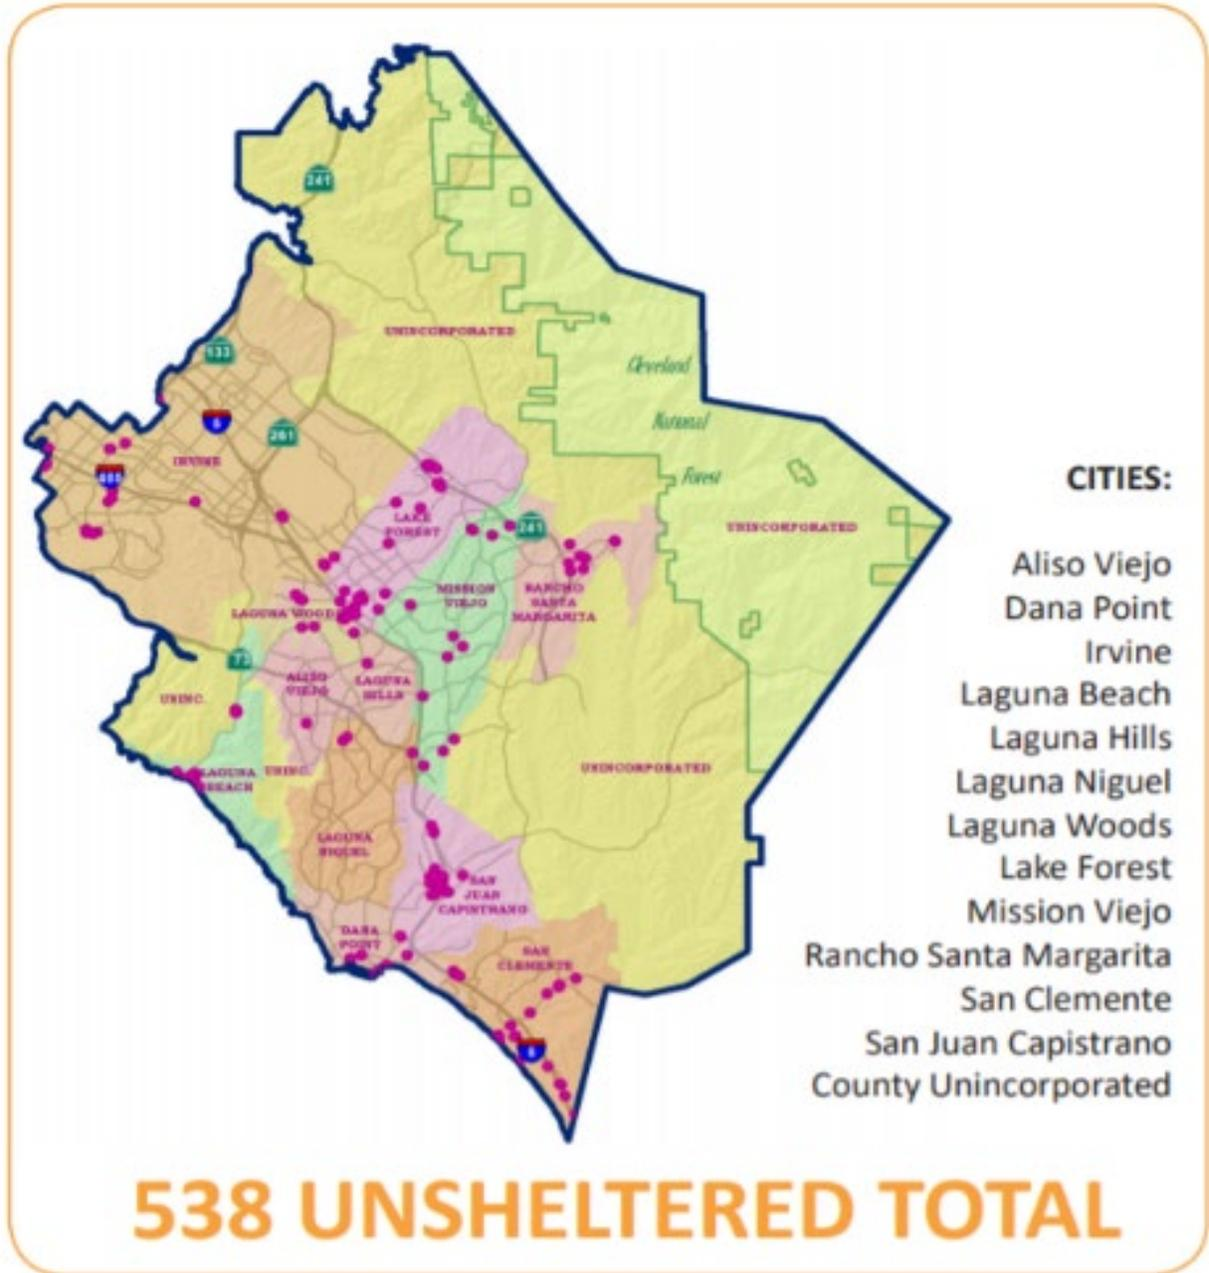 241
UNINCORPORATED
133
Cleveland
National
Forest
5
261
IRVINE
405
LAKE
FOREST
241
UNINCORPORATED
MISSION
VIEJO
RANCHO
SANTA
MARGARITA
LAGUNA WOODS
73
ALISO
VIEJO
LAGUNA
HILLS
UNINC.
LAGUNA
BEACH
UNINC.
UNINCORPORATED
LAGUNA
NIGUEL
SAN
JUAN
CAPISTRANO
DANA
POINT
SAN
CLEMENTE
5
CITIES:
Aliso Viejo
Dana Point
Irvine
Laguna Beach
Laguna Hills
Laguna Niguel
Laguna Woods
Lake Forest
Mission Viejo
Rancho Santa Margarita
San Clemente
San Juan Capistrano
County Unincorporated
538 UNSHELTERED TOTAL